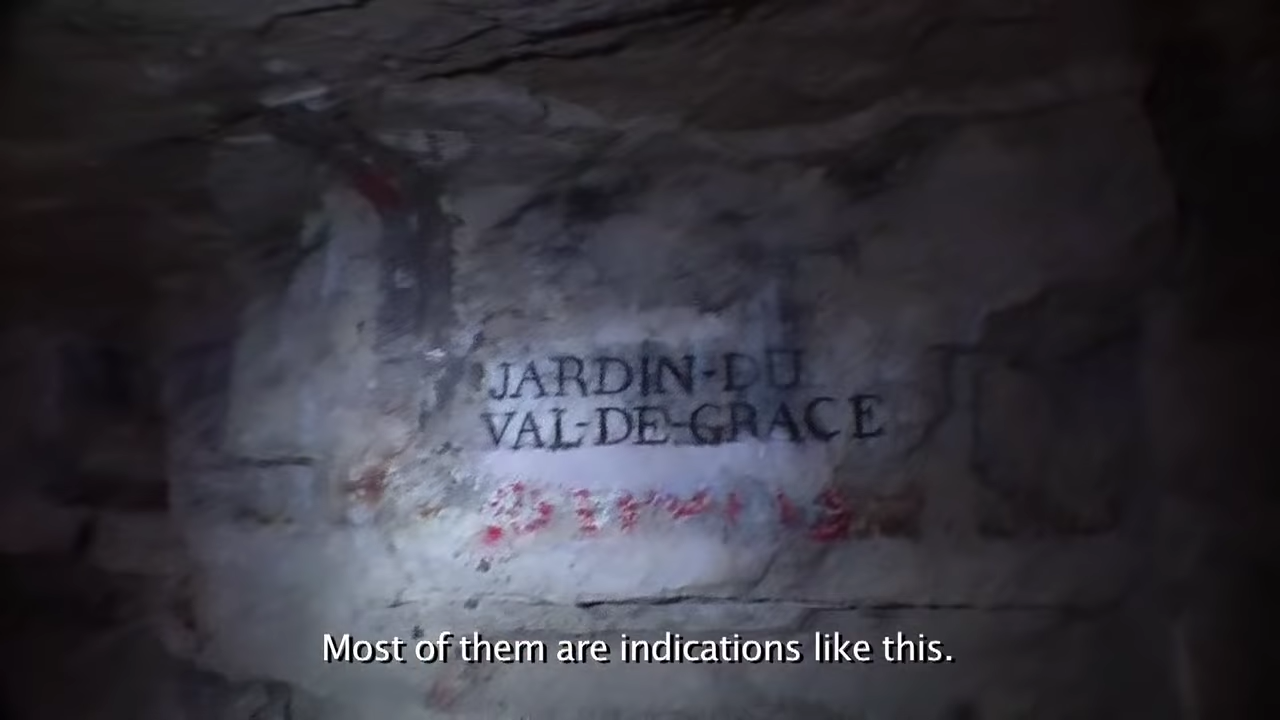 JARDIN-DU
VAL-DE-GRACE
Most of them are indications like this.